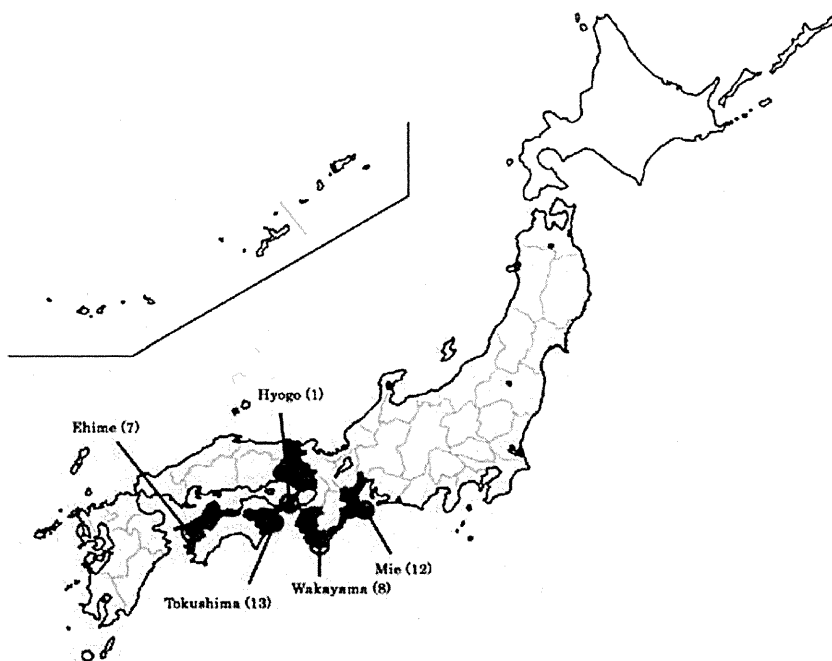 Hyogo (1)
Ehime (7)
Mie (12)
Wakayama (8)
Tokushima (13)